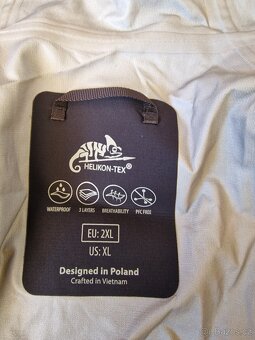 HELIKON-TEX®
WATERPROOF 3 LAYERS BREATHABILITY PFC FREE
EU: 2XL
US: XL
Designed in Poland
Crafted in Vietnam